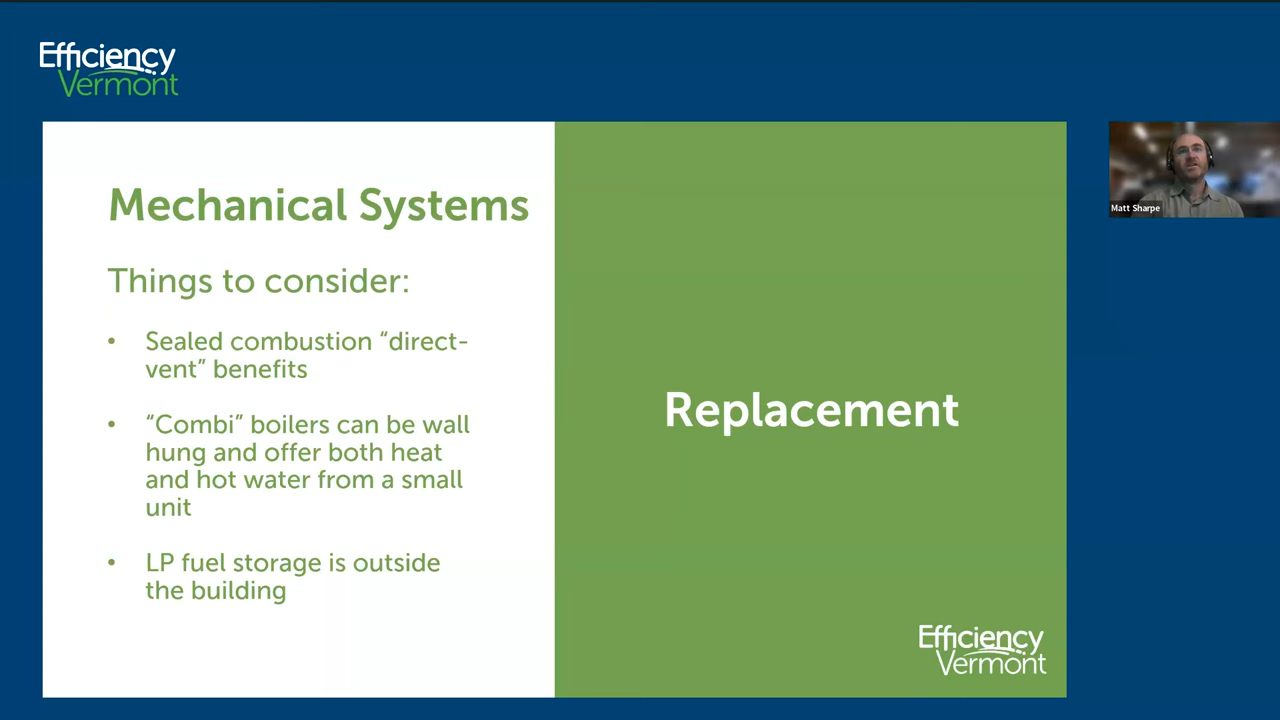 Efficiency
Vermont
Mechanical Systems
Things to consider:
• Sealed combustion “direct-
vent” benefits
• “Combi” boilers can be wall
hung and offer both heat
and hot water from a small
unit
• LP fuel storage is outside
the building
Replacement
Efficiency
Vermont
Matt Sharpe